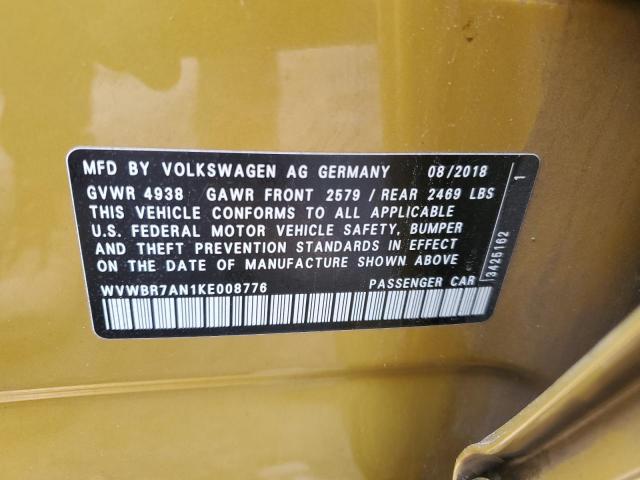 MFD BY VOLKSWAGEN AG GERMANY 08/2018
GVWR 4938 GAWR FRONT 2579 / REAR 2469 LBS
THIS VEHICLE CONFORMS TO ALL APPLICABLE
U.S. FEDERAL MOTOR VEHICLE SAFETY, BUMPER
AND THEFT PREVENTION STANDARDS IN EFFECT
ON THE DATE OF MANUFACTURE SHOWN ABOVE
WVWBR7AN1KE008776 PASSENGER CAR
3425162 1